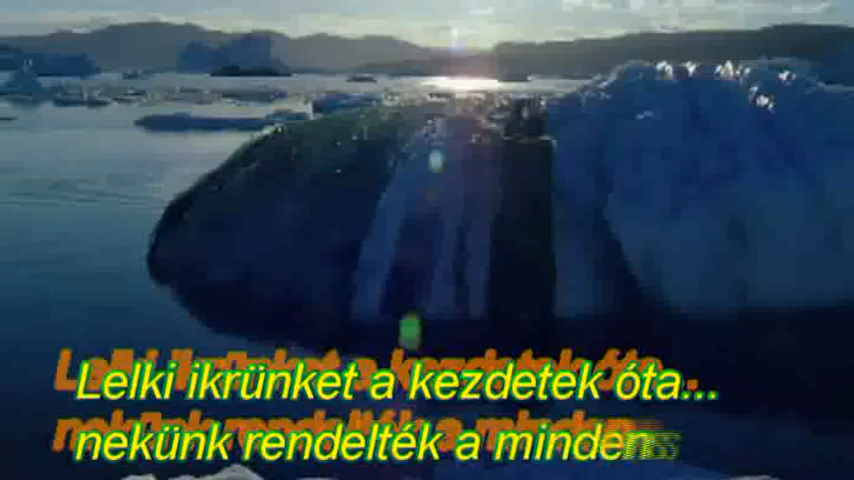 Lelki ikrünket a kezdetek óta...
nekünk rendelték a minden